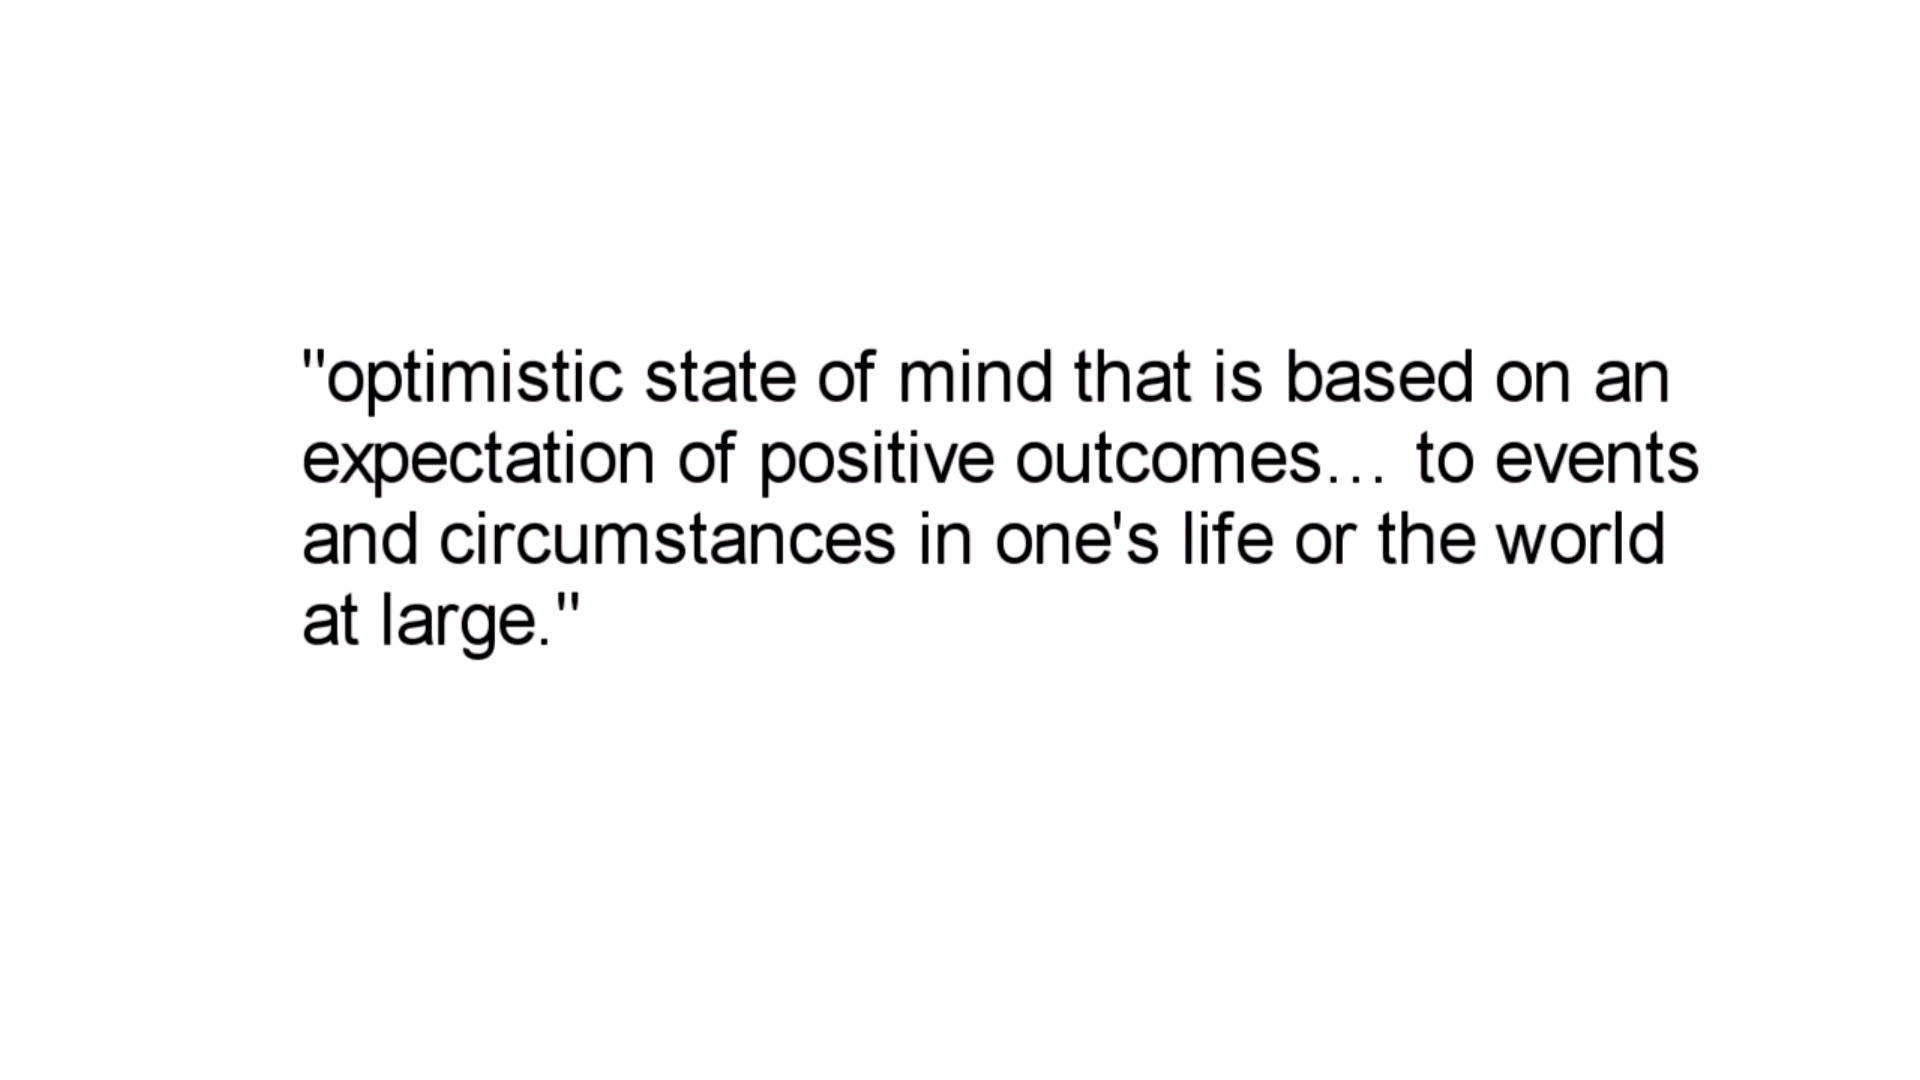 "optimistic state of mind that is based on an
expectation of positive outcomes… to events
and circumstances in one's life or the world
at large."